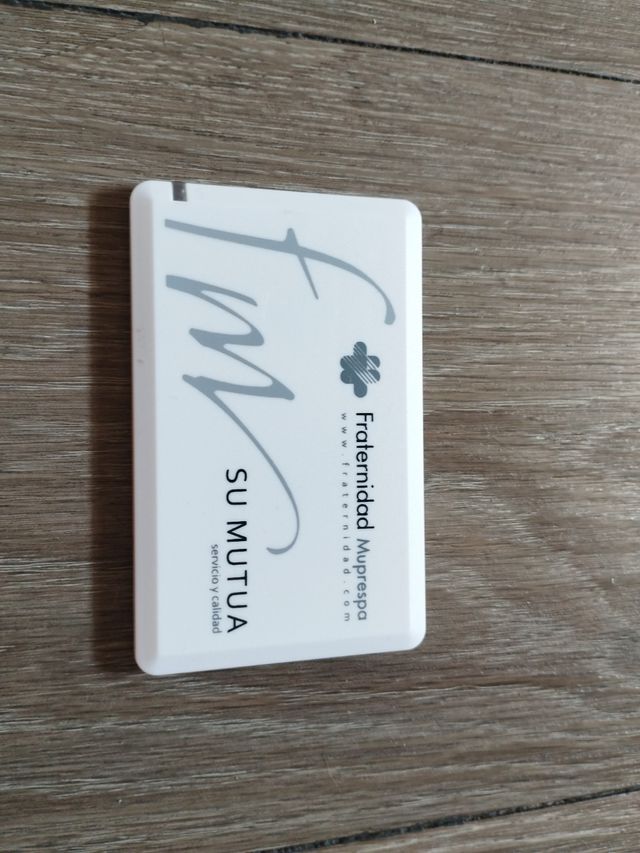 fm
Fraternidad Muprespa
www.fraternidad.com
SU MUTUA
servicio y calidad